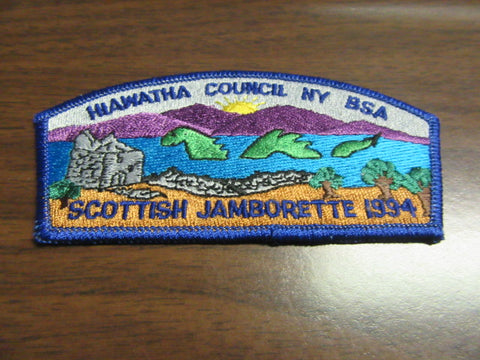 HIAWATHA COUNCIL NY BSA
SCOTTISH JAMBORETTE 1994